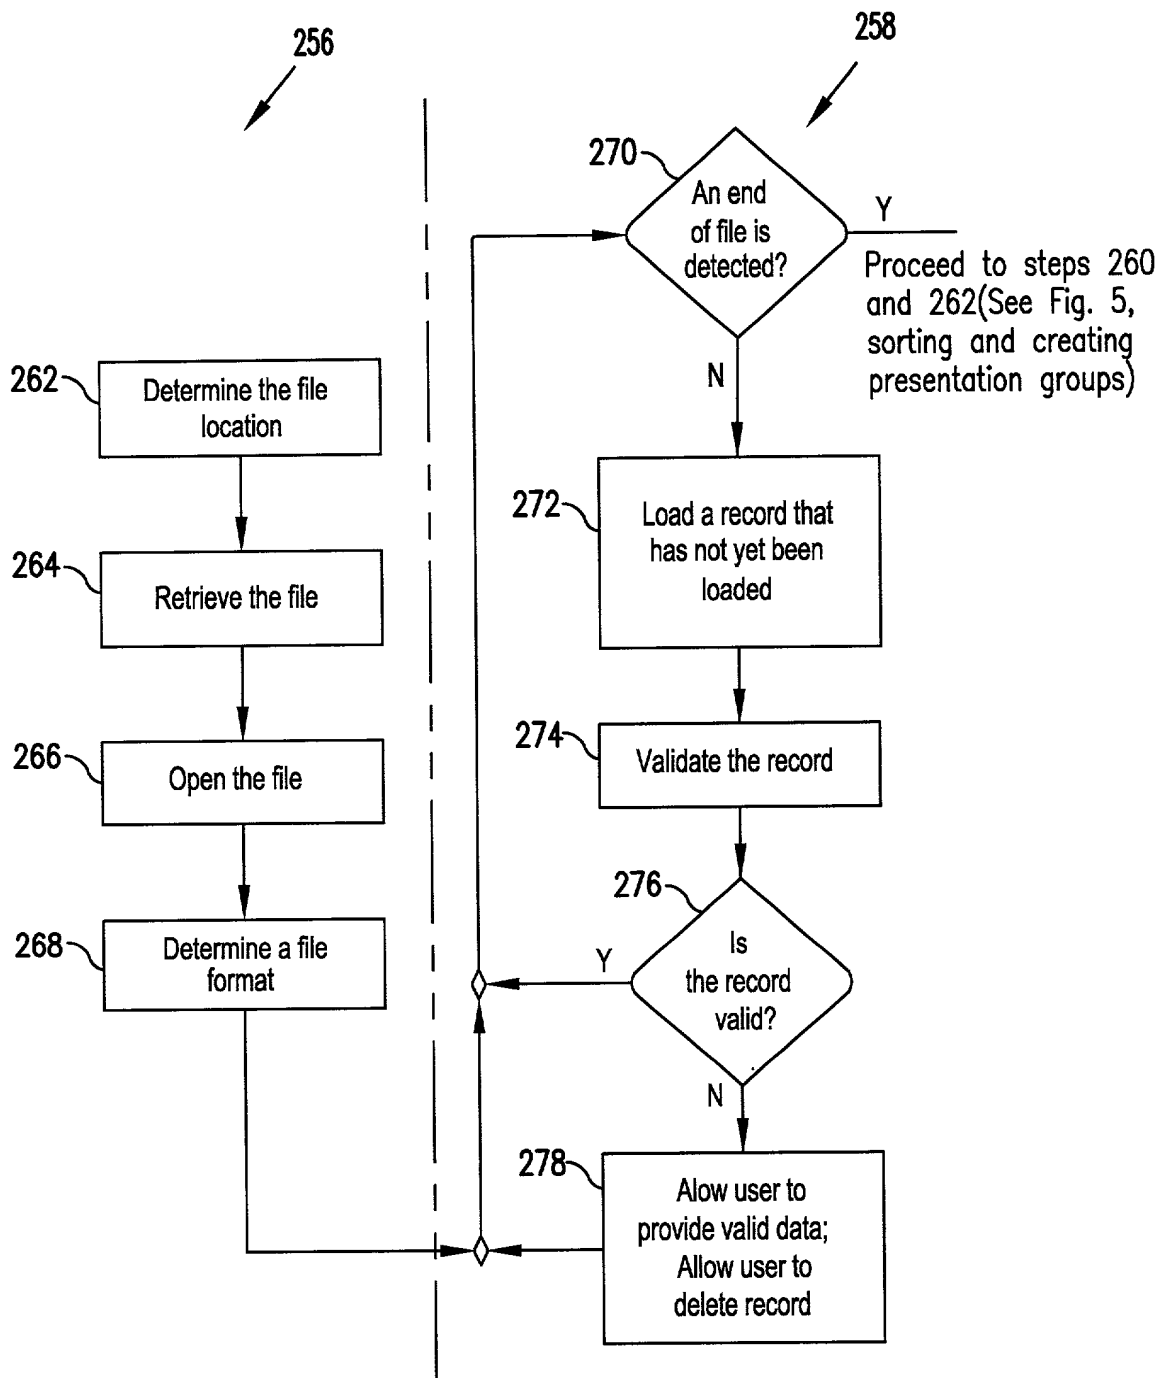 256
262
Determine the file
location
264
Retrieve the file
266
Open the file
268
Determine a file
format
258
270
An end
of file is
detected?
Y
Proceed to steps 260
and 262(See Fig. 5,
sorting and creating
presentation groups)
N
272
Load a record that
has not yet been
loaded
274
Validate the record
276
Is
the record
valid?
Y
N
278
Alow user to
provide valid data;
Allow user to
delete record